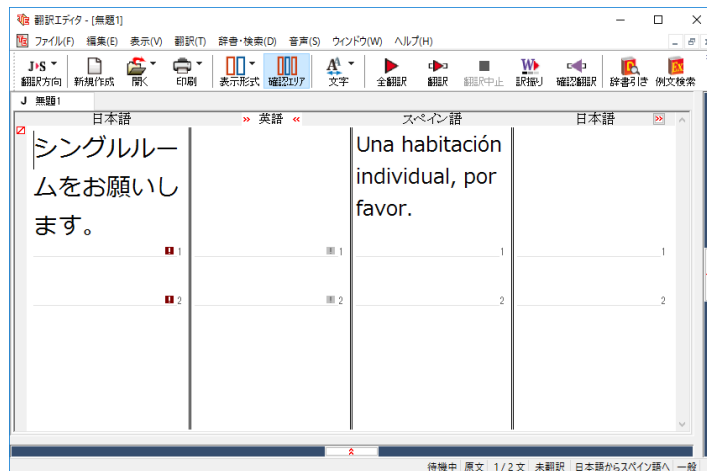 翻訳エディタ - [無題1]
ファイル(F) 編集(E) 表示(V) 翻訳(T) 辞書・検索(D) 音声(S) ウィンドウ(W) ヘルプ(H)
J▸S
翻訳方向 新規作成 開く 印刷 表示形式 確認エリア 文字 全翻訳 翻訳 翻訳中止 訳振り 確認翻訳 辞書引き 例文検索
J 無題1
日本語 » 英語 « スペイン語 日本語 »
シングルルー
ムをお願いし
ます。
Una habitación
individual, por
favor.
1 1 1 1
2 2 2 2
待機中 原文 1/2文 未翻訳 日本語からスペイン語へ 一般